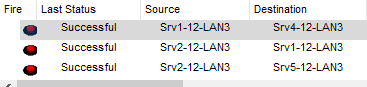 Fire Last Status Source Destination
Successful Srv1-12-LAN3 Srv4-12-LAN3
Successful Srv2-12-LAN3 Srv1-12-LAN3
Successful Srv2-12-LAN3 Srv5-12-LAN3